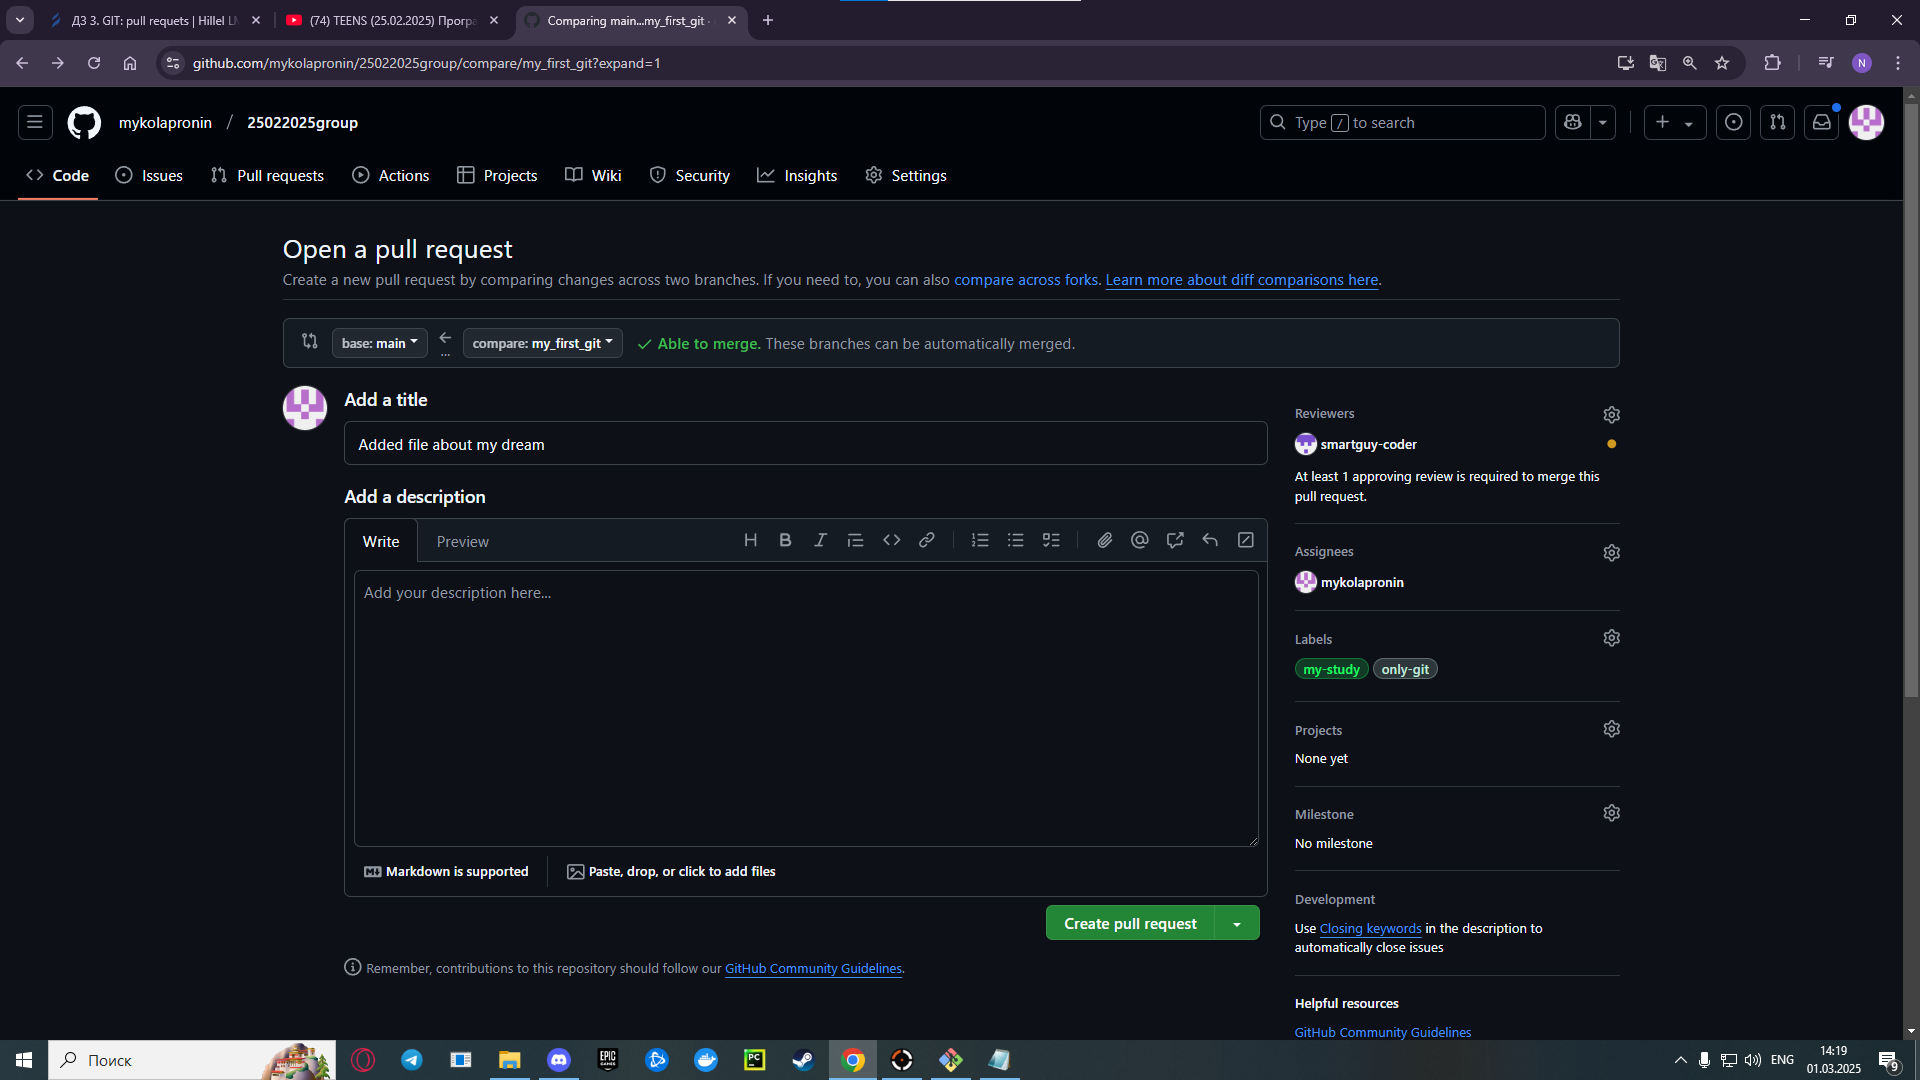 ДЗ 3. GIT: pull requets | Hillel LM
(74) TEENS (25.02.2025) Програ
Comparing main...my_first_git ·
github.com/mykolapronin/25022025group/compare/my_first_git?expand=1
N
mykolapronin / 25022025group
Type / to search
Code
Issues
Pull requests
Actions
Projects
Wiki
Security
Insights
Settings
Open a pull request
Create a new pull request by comparing changes across two branches. If you need to, you can also compare across forks. Learn more about diff comparisons here.
base: main
...
compare: my_first_git
Able to merge. These branches can be automatically merged.
Add a title
Added file about my dream
Add a description
Write
Preview
Add your description here...
Markdown is supported
Paste, drop, or click to add files
Create pull request
Remember, contributions to this repository should follow our GitHub Community Guidelines.
Reviewers
smartguy-coder
At least 1 approving review is required to merge this
pull request.
Assignees
mykolapronin
Labels
my-study only-git
Projects
None yet
Milestone
No milestone
Development
Use Closing keywords in the description to
automatically close issues
Helpful resources
GitHub Community Guidelines
Поиск
EPIC
GAMES
PC
ENG
14:19
01.03.2025
9